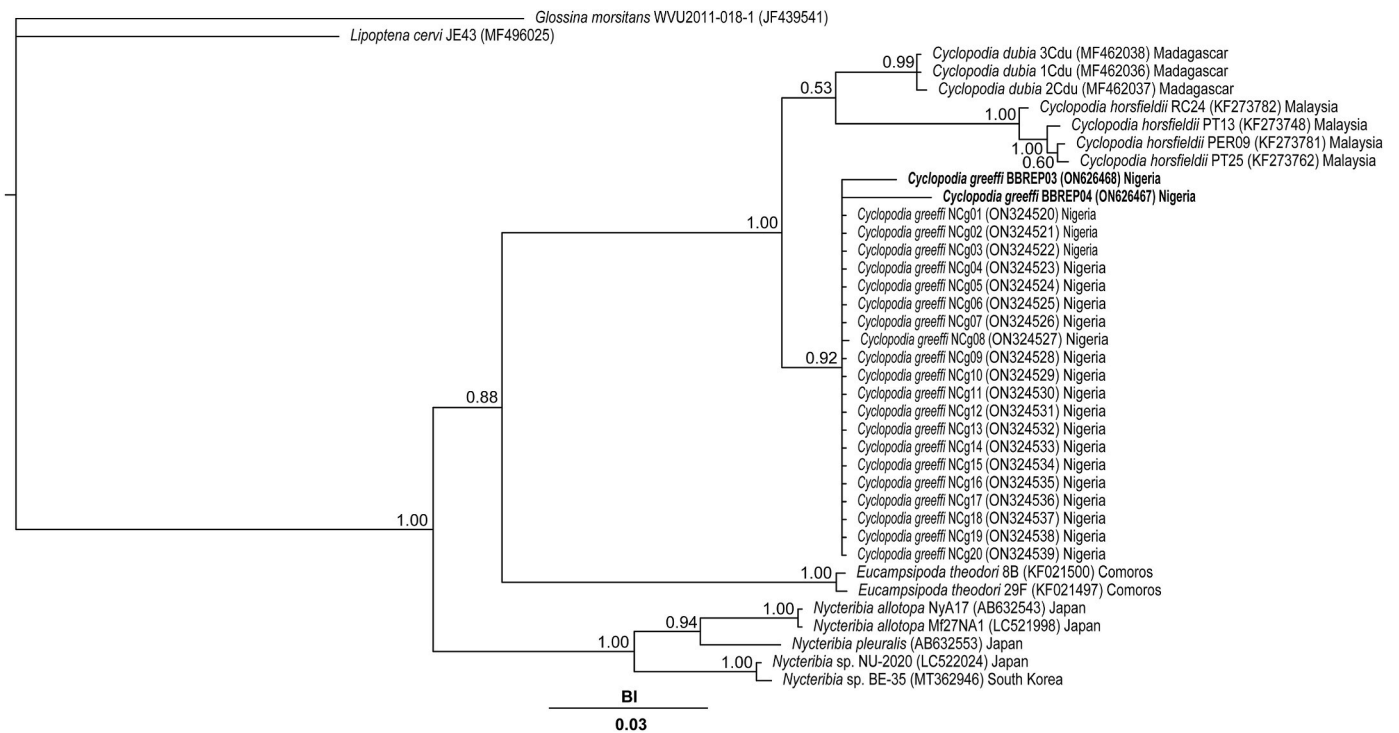 Glossina morsitans WVU2011-018-1 (JF439541)
Lipoptena cervi JE43 (MF496025)
Cyclopodia dubia 3Cdu (MF462038) Madagascar
0.99
Cyclopodia dubia 1Cdu (MF462036) Madagascar
0.53
Cyclopodia dubia 2Cdu (MF462037) Madagascar
Cyclopodia horsfieldii RC24 (KF273782) Malaysia
1.00
Cyclopodia horsfieldii PT13 (KF273748) Malaysia
Cyclopodia horsfieldii PER09 (KF273781) Malaysia
1.00
0.60
Cyclopodia horsfieldii PT25 (KF273762) Malaysia
Cyclopodia greeffi BBREP03 (ON626468) Nigeria
Cyclopodia greeffi BBREP04 (ON626467) Nigeria
Cyclopodia greeffi NCg01 (ON324520) Nigeria
1.00
Cyclopodia greeffi NCg02 (ON324521) Nigeria
Cyclopodia greeffi NCg03 (ON324522) Nigeria
Cyclopodia greeffi NCg04 (ON324523) Nigeria
Cyclopodia greeffi NCg05 (ON324524) Nigeria
Cyclopodia greeffi NCg06 (ON324525) Nigeria
Cyclopodia greeffi NCg07 (ON324526) Nigeria
Cyclopodia greeffi NCg08 (ON324527) Nigeria
0.92
Cyclopodia greeffi NCg09 (ON324528) Nigeria
Cyclopodia greeffi NCg10 (ON324529) Nigeria
Cyclopodia greeffi NCg11 (ON324530) Nigeria
0.88
Cyclopodia greeffi NCg12 (ON324531) Nigeria
Cyclopodia greeffi NCg13 (ON324532) Nigeria
Cyclopodia greeffi NCg14 (ON324533) Nigeria
Cyclopodia greeffi NCg15 (ON324534) Nigeria
Cyclopodia greeffi NCg16 (ON324535) Nigeria
Cyclopodia greeffi NCg17 (ON324536) Nigeria
1.00
Cyclopodia greeffi NCg18 (ON324537) Nigeria
Cyclopodia greeffi NCg19 (ON324538) Nigeria
Cyclopodia greeffi NCg20 (ON324539) Nigeria
1.00
Eucampsipoda theodori 8B (KF021500) Comoros
Eucampsipoda theodori 29F (KF021497) Comoros
1.00
Nycteribia allotopa NyA17 (AB632543) Japan
0.94
Nycteribia allotopa Mf27NA1 (LC521998) Japan
1.00
Nycteribia pleuralis (AB632553) Japan
1.00
Nycteribia sp. NU-2020 (LC522024) Japan
Nycteribia sp. BE-35 (MT362946) South Korea
BI
0.03